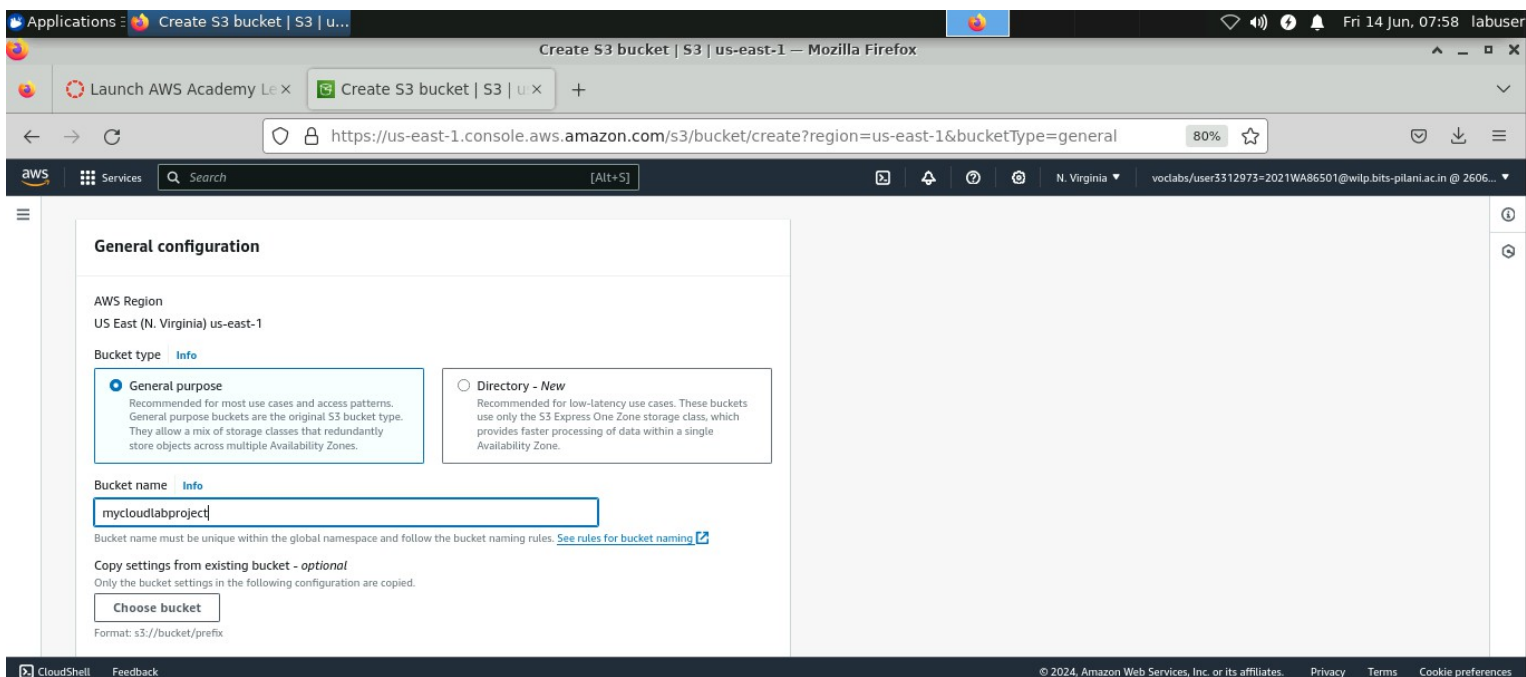 Applications Create S3 bucket | S3 | u... Fri 14 Jun, 07:58 labuser
Create S3 bucket | S3 | us-east-1 — Mozilla Firefox
Launch AWS Academy Le Create S3 bucket | S3 | u
https://us-east-1.console.aws.amazon.com/s3/bucket/create?region=us-east-1&bucketType=general 80%
aws Services Search [Alt+S] N. Virginia voclabs/user3312973=2021WA86501@wilp.bits-pilani.ac.in @ 2606...
General configuration
AWS Region
US East (N. Virginia) us-east-1
Bucket type Info
General purpose
Recommended for most use cases and access patterns.
General purpose buckets are the original S3 bucket type.
They allow a mix of storage classes that redundantly
store objects across multiple Availability Zones.
Directory - New
Recommended for low-latency use cases. These buckets
use only the S3 Express One Zone storage class, which
provides faster processing of data within a single
Availability Zone.
Bucket name Info
mycloudlabproject
Bucket name must be unique within the global namespace and follow the bucket naming rules. See rules for bucket naming
Copy settings from existing bucket - optional
Only the bucket settings in the following configuration are copied.
Choose bucket
Format: s3://bucket/prefix
CloudShell Feedback © 2024, Amazon Web Services, Inc. or its affiliates. Privacy Terms Cookie preferences